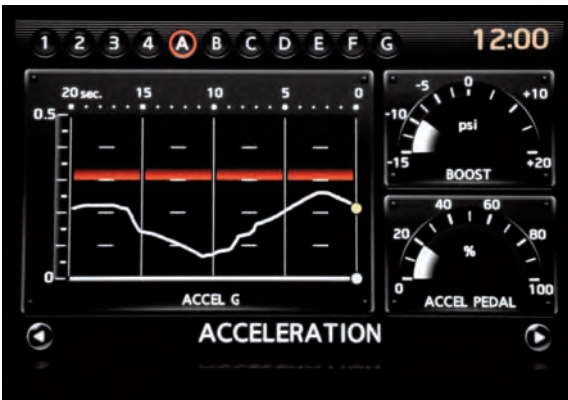 1 2 3 4 A B C D E F G 12:00
20 sec. 15 10 5 0
0.5
0
ACCEL G
-15 -10 -5 0 +10 +20
psi
BOOST
0 20 40 60 80 100
%
ACCEL PEDAL
ACCELERATION